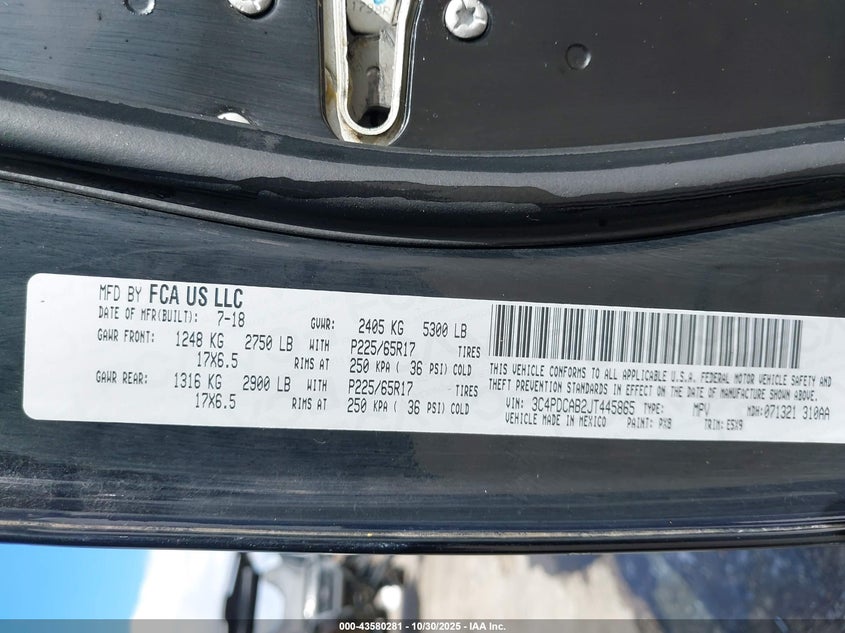 MFD BY FCA US LLC
DATE OF MFR(BUILT): 7-18 GVWR: 2405 KG 5300 LB
GAWR FRONT: 1248 KG 2750 LB WITH P225/65R17 TIRES
17X6.5 RIMS AT 250 KPA ( 36 PSI) COLD
GAWR REAR: 1316 KG 2900 LB WITH P225/65R17 TIRES
17X6.5 RIMS AT 250 KPA ( 36 PSI) COLD
THIS VEHICLE CONFORMS TO ALL APPLICABLE U.S.A. FEDERAL MOTOR VEHICLE SAFETY AND
THEFT PREVENTION STANDARDS IN EFFECT ON THE DATE OF MANUFACTURE SHOWN ABOVE.
VIN: 3C4PDCAB2JT445865 TYPE: MPV MDH: 071321 310AA
VEHICLE MADE IN MEXICO PAINT: PX8 TRIM: E5X9
000-43580281 - 10/30/2025 - IAA Inc.